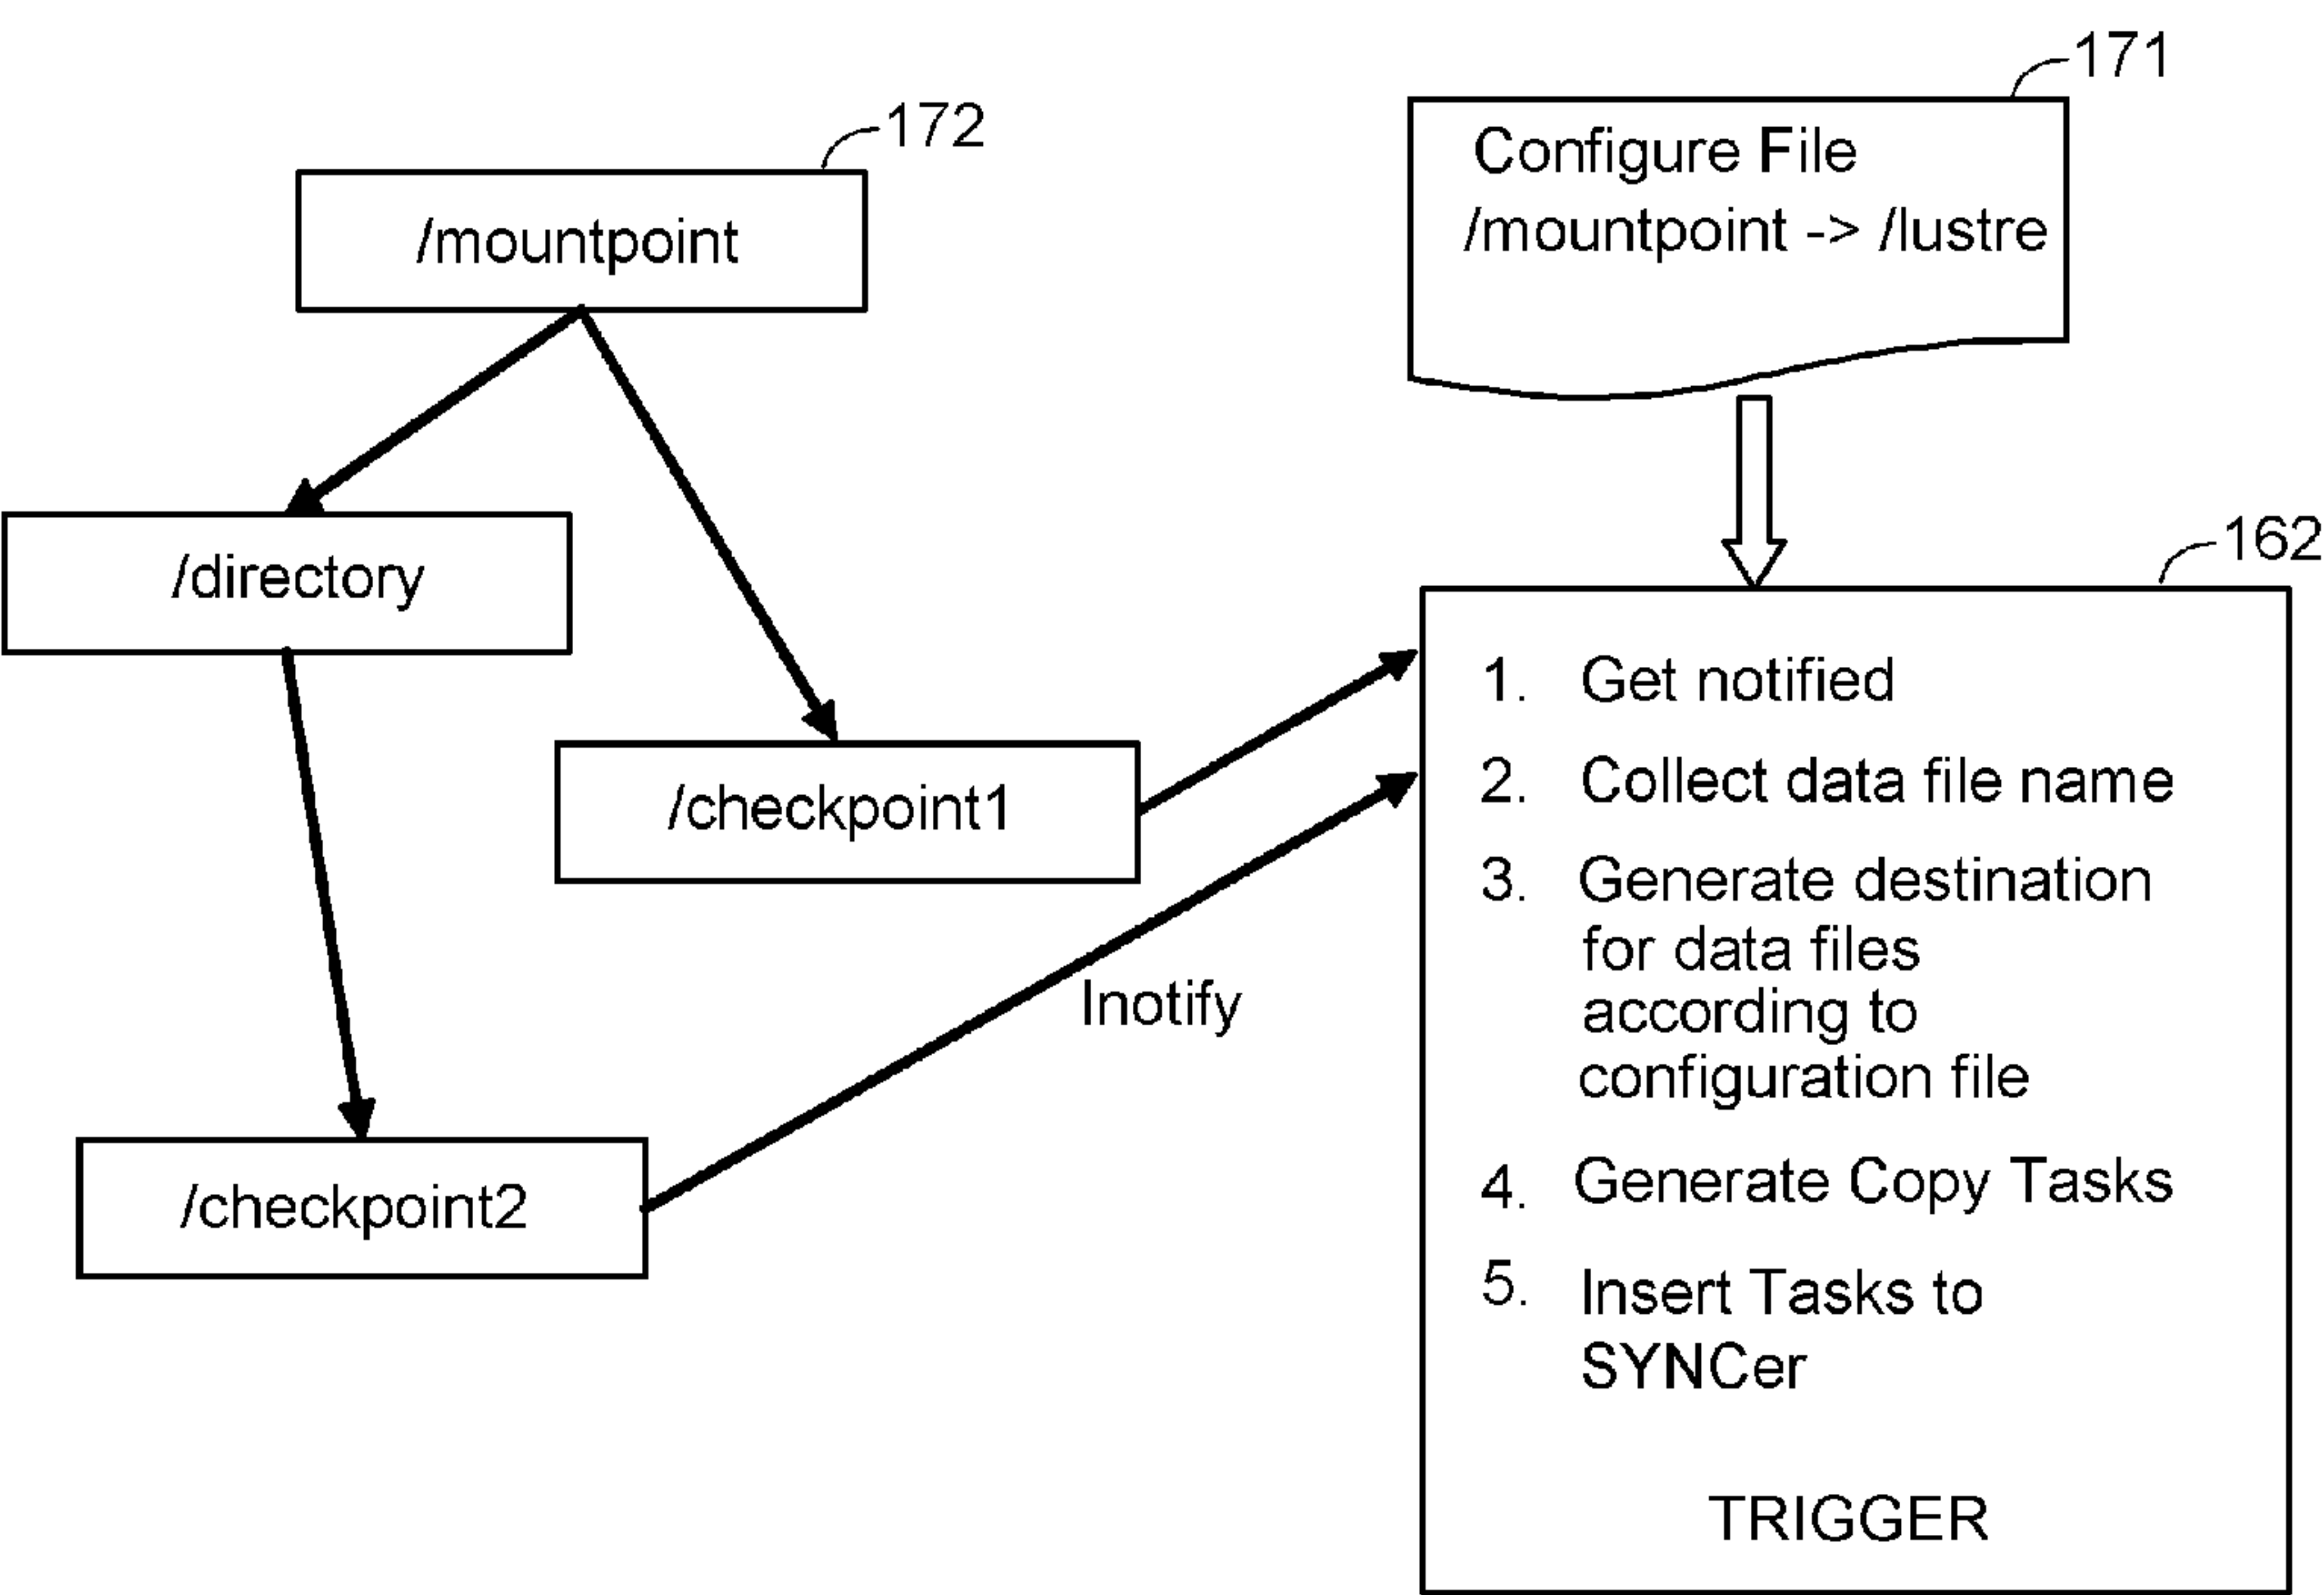 171
172
Configure File
/mountpoint -> /lustre
/mountpoint
162
/directory
1. Get notified
2. Collect data file name
/checkpoint1
3. Generate destination
for data files
according to
configuration file
Inotify
4. Generate Copy Tasks
/checkpoint2
5. Insert Tasks to
SYNCer
TRIGGER